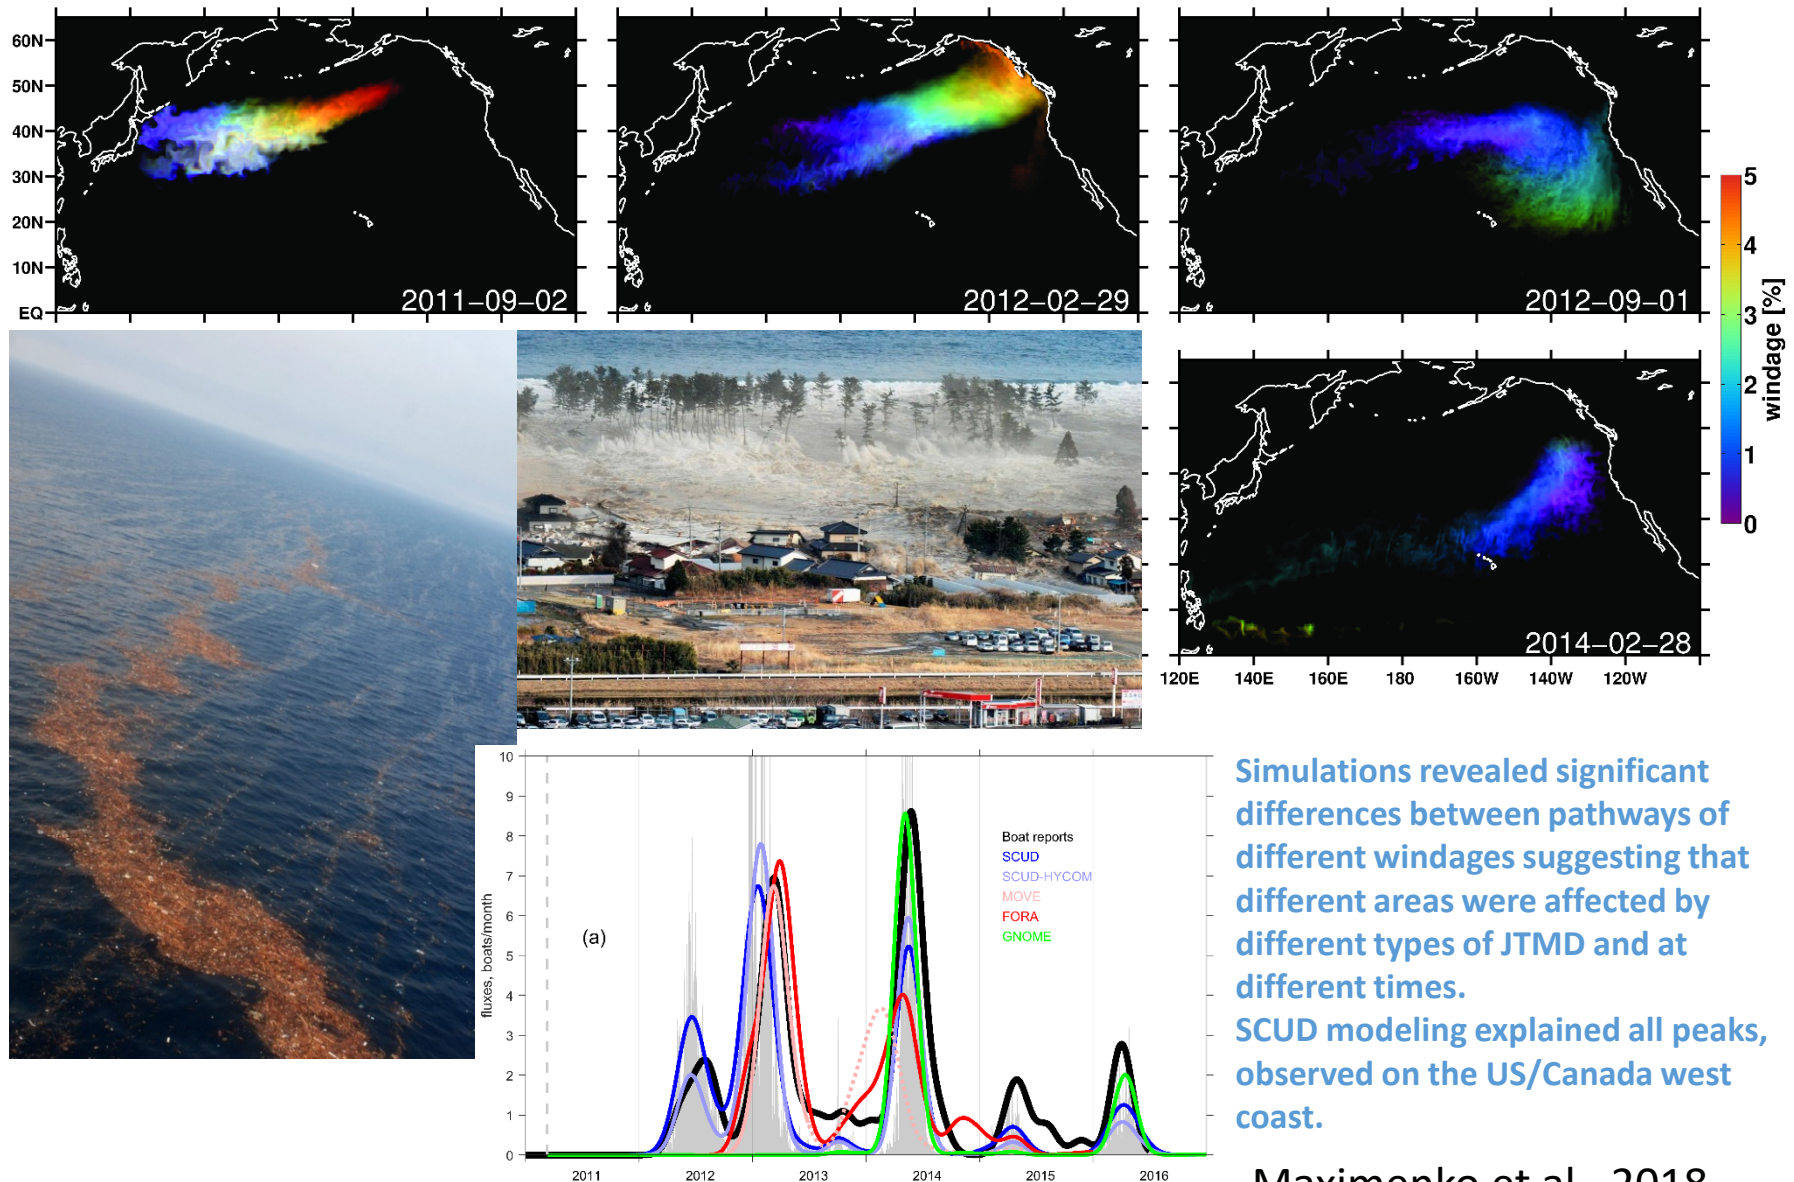 60N
50N
40N
30N
20N
10N
EQ
2011-09-02
2012-02-29
2012-09-01
5
4
3
2
1
0
windage [%]
2014-02-28
120E 140E 160E 180 160W 140W 120W
10
9
8
7
6
5
4
3
2
1
0
fluxes, boats/month
(a)
Boat reports
SCUD
SCUD-HYCOM
MOVE
FORA
GNOME
2011 2012 2013 2014 2015 2016
Simulations revealed significant
differences between pathways of
different windages suggesting that
different areas were affected by
different types of JTMD and at
different times.
SCUD modeling explained all peaks,
observed on the US/Canada west
coast.
Maximenko et al., 2018